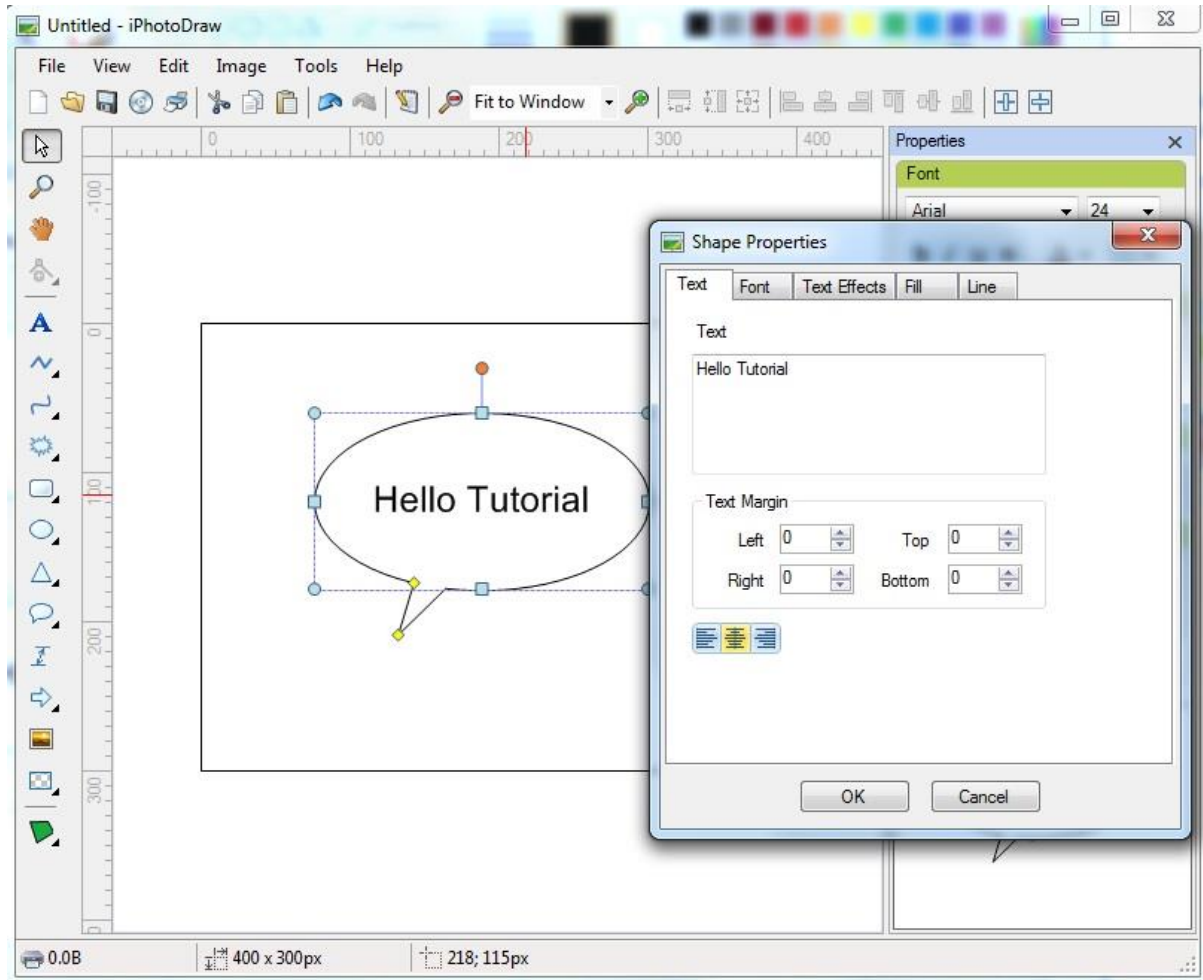 Untitled - iPhotoDraw
File View Edit Image Tools Help
Fit to Window
0 100 200 300 400
Properties
Font
Arial 24
-100
0
100
200
300
Hello Tutorial
Shape Properties
Text Font Text Effects Fill Line
Text
Hello Tutorial
Text Margin
Left 0 Top 0
Right 0 Bottom 0
OK Cancel
0.0B 400 x 300px 218; 115px